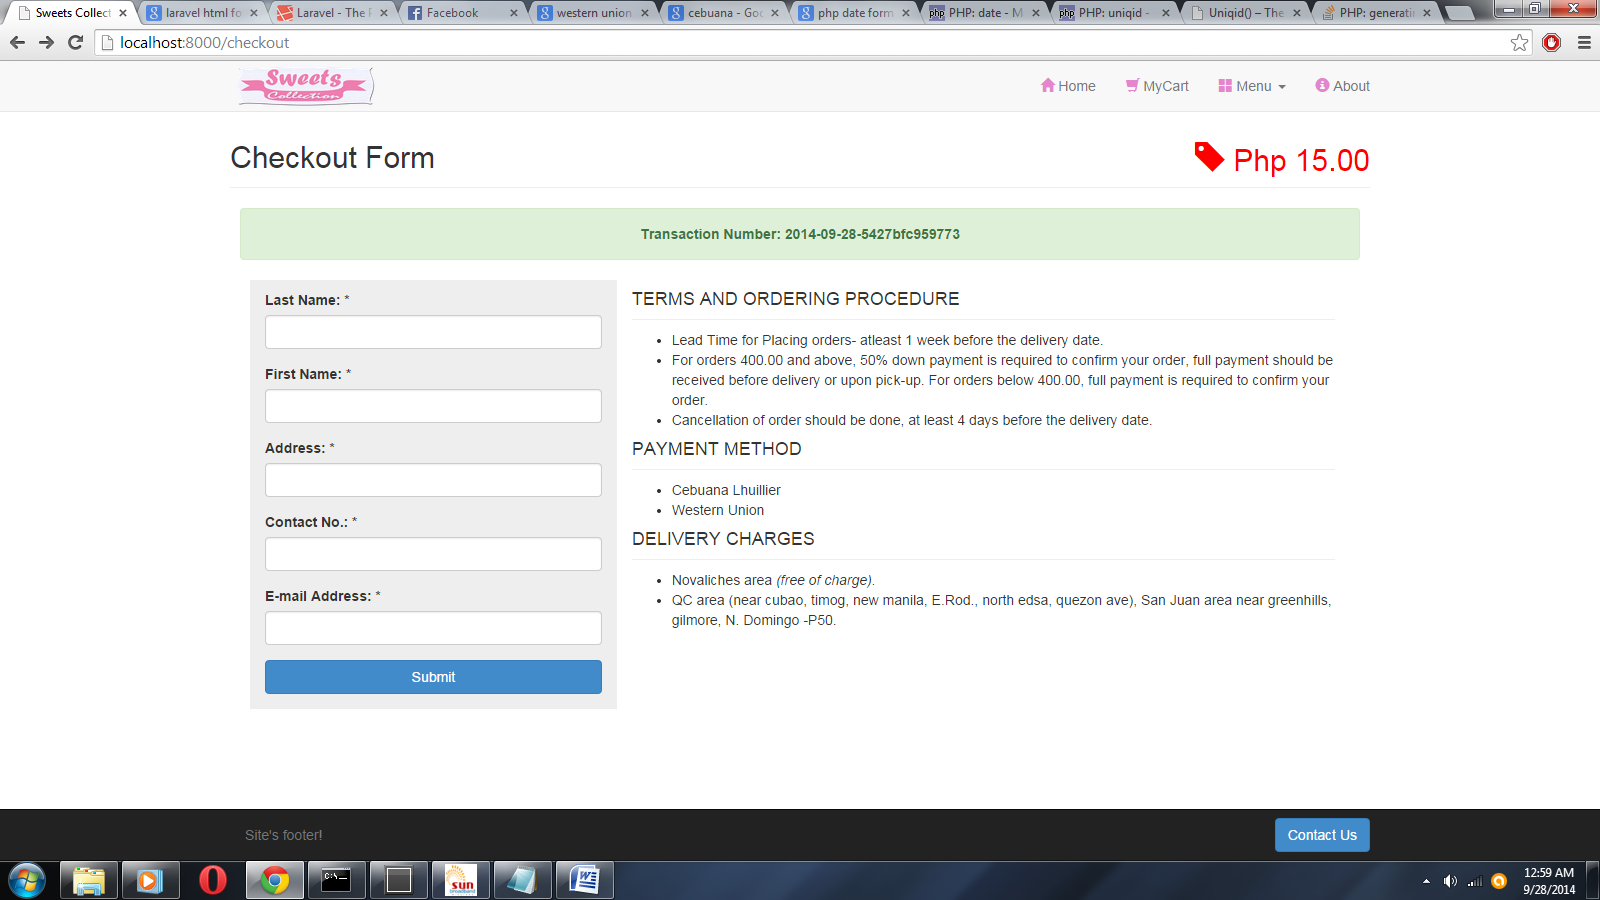 Sweets Collect
laravel html fo
Laravel - The P
Facebook
western union
cebuana - Goo
php date form
php PHP: date - M
php PHP: uniqid -
Uniqid() – The
PHP: generatin
localhost:8000/checkout
Sweets
Collection
Home
MyCart
Menu
About
Checkout Form
Php 15.00
Transaction Number: 2014-09-28-5427bfc959773
Last Name: *
First Name: *
Address: *
Contact No.: *
E-mail Address: *
Submit
TERMS AND ORDERING PROCEDURE
• Lead Time for Placing orders- atleast 1 week before the delivery date.
• For orders 400.00 and above, 50% down payment is required to confirm your order, full payment should be
received before delivery or upon pick-up. For orders below 400.00, full payment is required to confirm your
order.
• Cancellation of order should be done, at least 4 days before the delivery date.
PAYMENT METHOD
• Cebuana Lhuillier
• Western Union
DELIVERY CHARGES
• Novaliches area (free of charge).
• QC area (near cubao, timog, new manila, E.Rod., north edsa, quezon ave), San Juan area near greenhills,
gilmore, N. Domingo -P50.
Site's footer!
Contact Us
sun
12:59 AM
9/28/2014